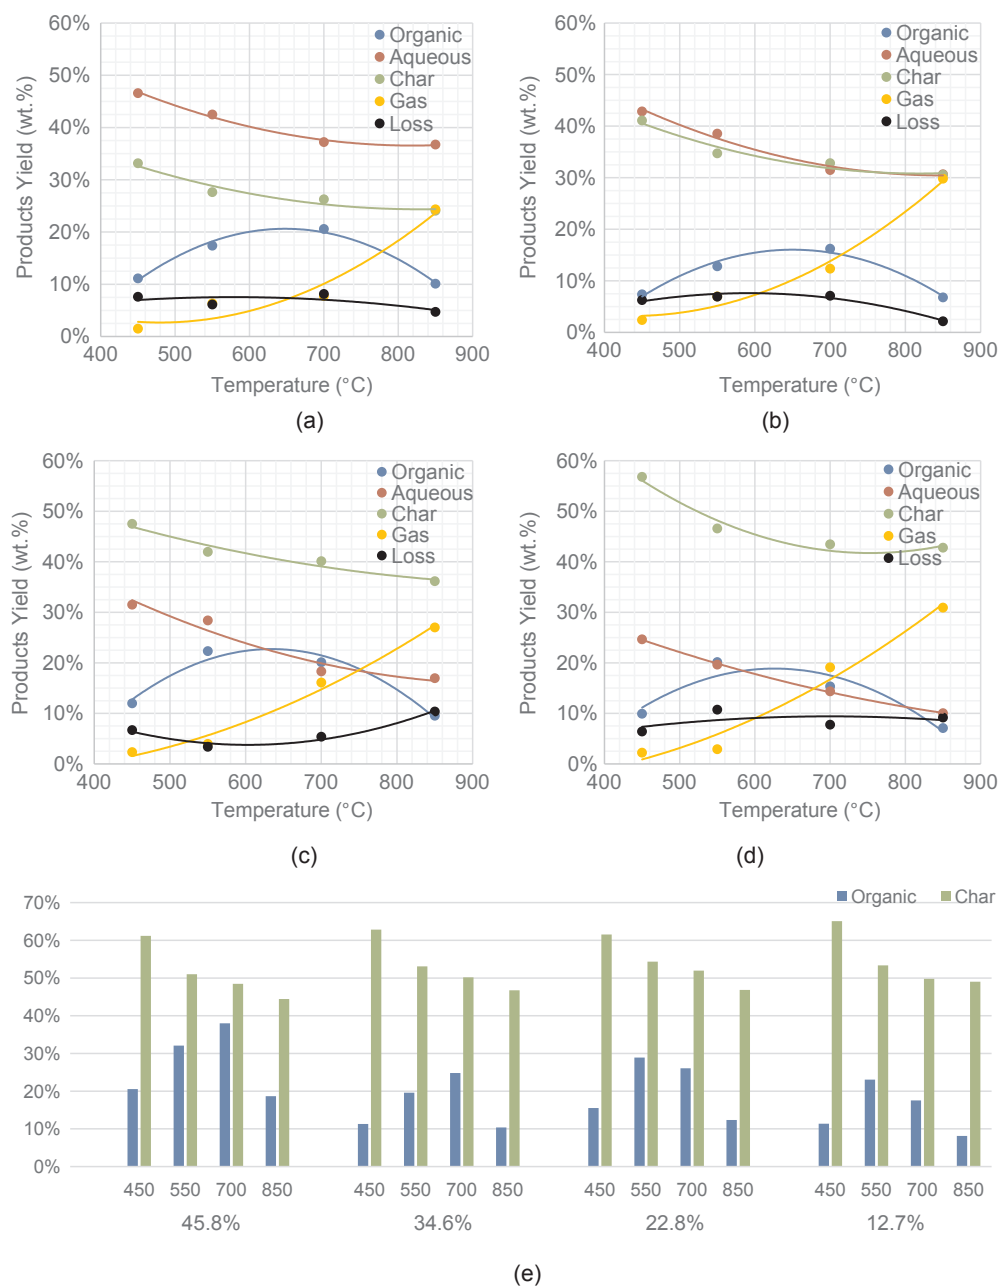 60%
50%
40%
30%
20%
10%
0%
Products Yield (wt.%)
Organic
Aqueous
Char
Gas
Loss
400 500 600 700 800 900
Temperature (°C)
(a)
60%
50%
40%
30%
20%
10%
0%
Products Yield (wt.%)
Organic
Aqueous
Char
Gas
Loss
400 500 600 700 800 900
Temperature (°C)
(b)
60%
50%
40%
30%
20%
10%
0%
Products Yield (wt.%)
Organic
Aqueous
Char
Gas
Loss
400 500 600 700 800 900
Temperature (°C)
(c)
60%
50%
40%
30%
20%
10%
0%
Products Yield (wt.%)
Organic
Aqueous
Char
Gas
Loss
400 500 600 700 800 900
Temperature (°C)
(d)
Organic Char
70%
60%
50%
40%
30%
20%
10%
0%
450 550 700 850 450 550 700 850 450 550 700 850 450 550 700 850
45.8% 34.6% 22.8% 12.7%
(e)